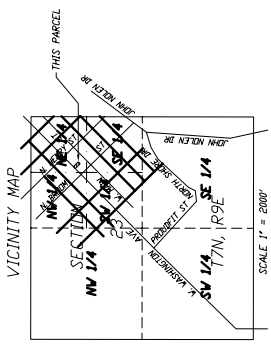 VICINITY MAP
THIS PARCEL
JOHN NOLEN DR
JOHN NOLEN DR
N. HENRY ST.
W. WASHINGTON AVE
NORTH SHORE DR.
PROUDFIT ST.
NW 1/4
NE 1/4
SW 1/4
SE 1/4
SECTION
23
NW 1/4
SW 1/4
SE 1/4
T7N, R9E
SCALE 1" = 2000'